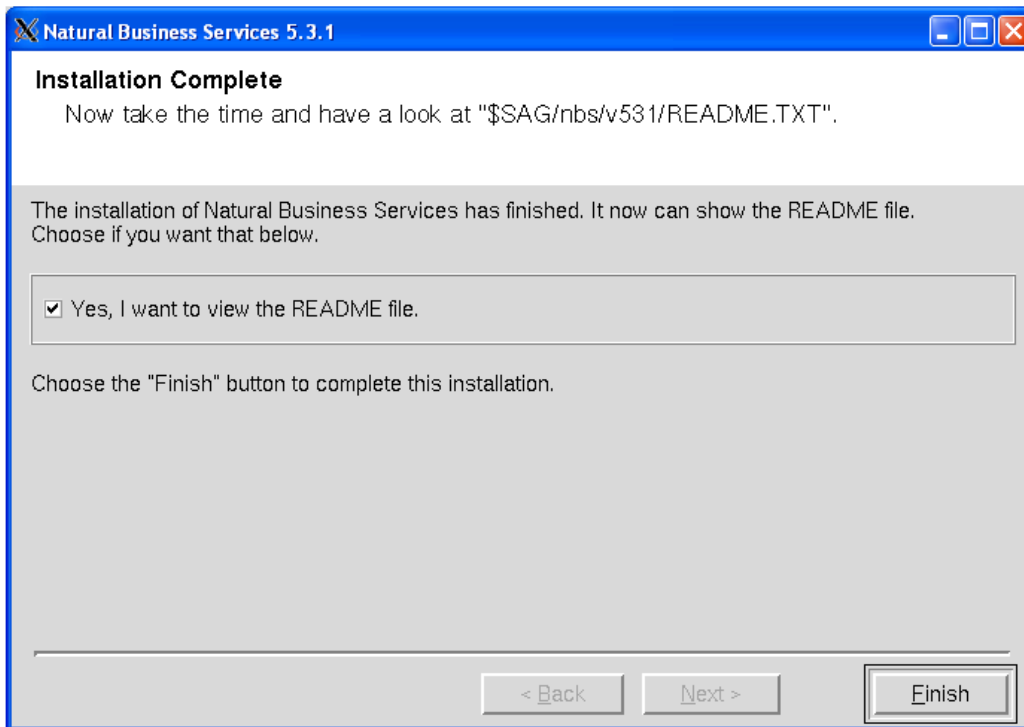 Natural Business Services 5.3.1
Installation Complete
Now take the time and have a look at "$SAG/nbs/v531/README.TXT".
The installation of Natural Business Services has finished. It now can show the README file.
Choose if you want that below.
Yes, I want to view the README file.
Choose the "Finish" button to complete this installation.
< Back
Next >
Finish